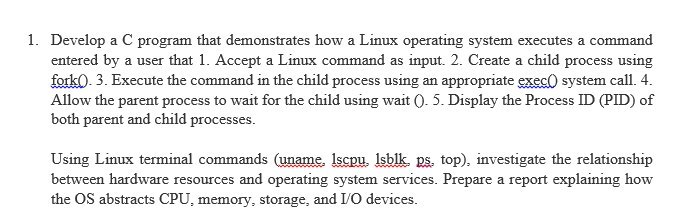 1. Develop a C program that demonstrates how a Linux operating system executes a command
entered by a user that 1. Accept a Linux command as input. 2. Create a child process using
fork(). 3. Execute the command in the child process using an appropriate exec() system call. 4.
Allow the parent process to wait for the child using wait (). 5. Display the Process ID (PID) of
both parent and child processes.
Using Linux terminal commands (uname, lscpu, lsblk, ps, top), investigate the relationship
between hardware resources and operating system services. Prepare a report explaining how
the OS abstracts CPU, memory, storage, and I/O devices.